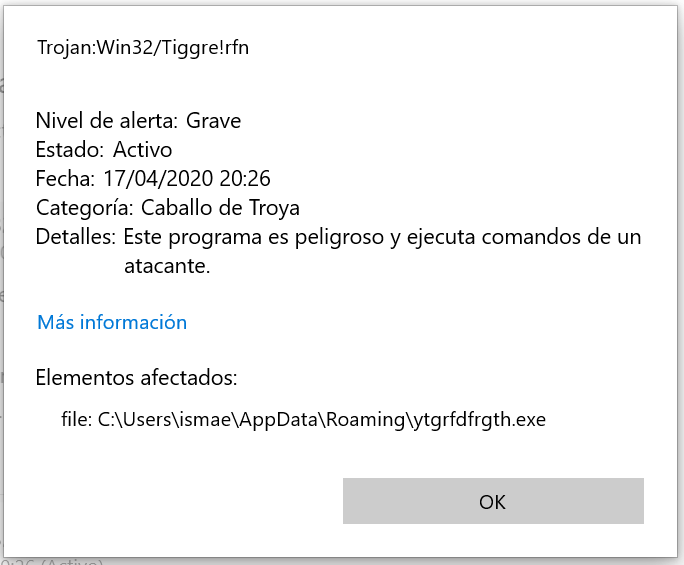 Trojan:Win32/Tiggre!rfn
Nivel de alerta: Grave
Estado: Activo
Fecha: 17/04/2020 20:26
Categoría: Caballo de Troya
Detalles: Este programa es peligroso y ejecuta comandos de un
atacante.
Más información
Elementos afectados:
file: C:\Users\ismae\AppData\Roaming\ytgrfdfrgth.exe
OK
0:26 (Activo)